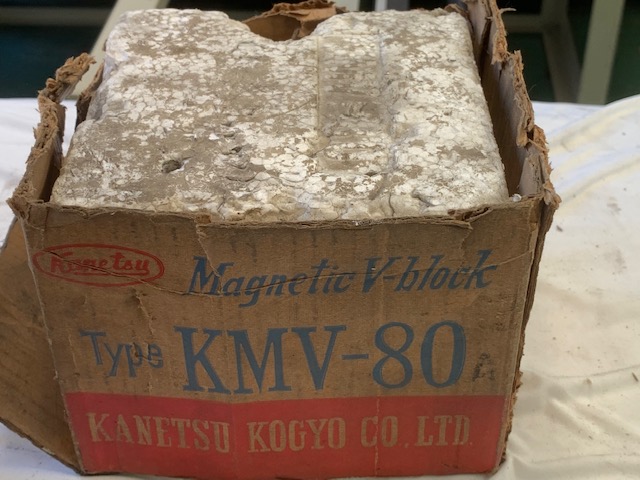 Kanetsu
Magnetic V-block
Type KMV-80
KANETSU KOGYO CO., LTD.